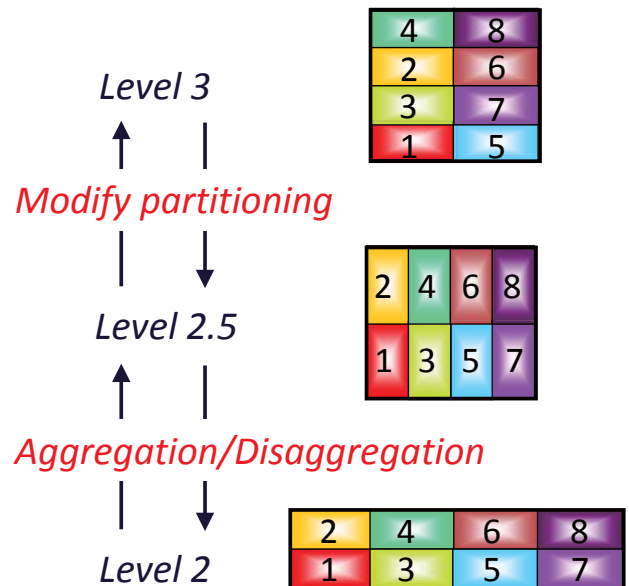 4 8
2 6
Level 3
3 7
1 5
Modify partitioning
2 4 6 8
Level 2.5
1 3 5 7
Aggregation/Disaggregation
2 4 6 8
Level 2
1 3 5 7